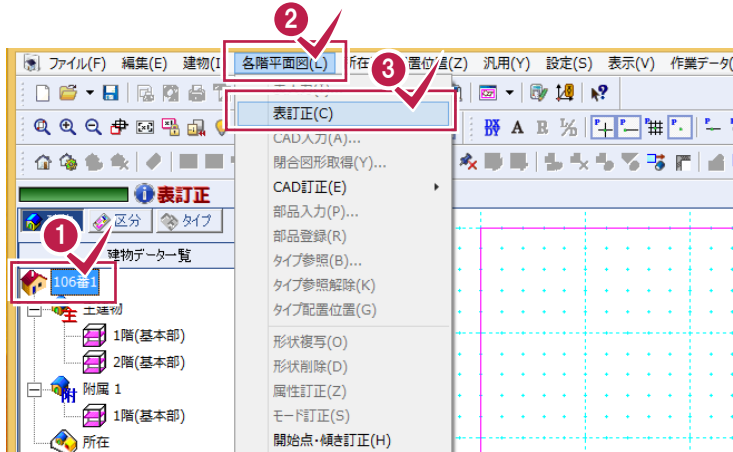 2
3
ファイル(F) 編集(E) 建物(I 各階平面図(L) 所在 置位置(Z) 汎用(Y) 設定(S) 表示(V) 作業データ(
表訂正(C)
CAD入力(A)...
閉合図形取得(Y)...
CAD訂正(E)
部品入力(P)...
部品登録(R)
タイプ参照(B)...
タイプ参照解除(K)
タイプ配置位置(G)
形状複写(O)
形状削除(D)
属性訂正(Z)
モード訂正(S)
開始点・傾き訂正(H)
表訂正
区分 タイプ
1
建物データ一覧
106番1
主建物
1階(基本部)
2階(基本部)
附属 1
1階(基本部)
所在